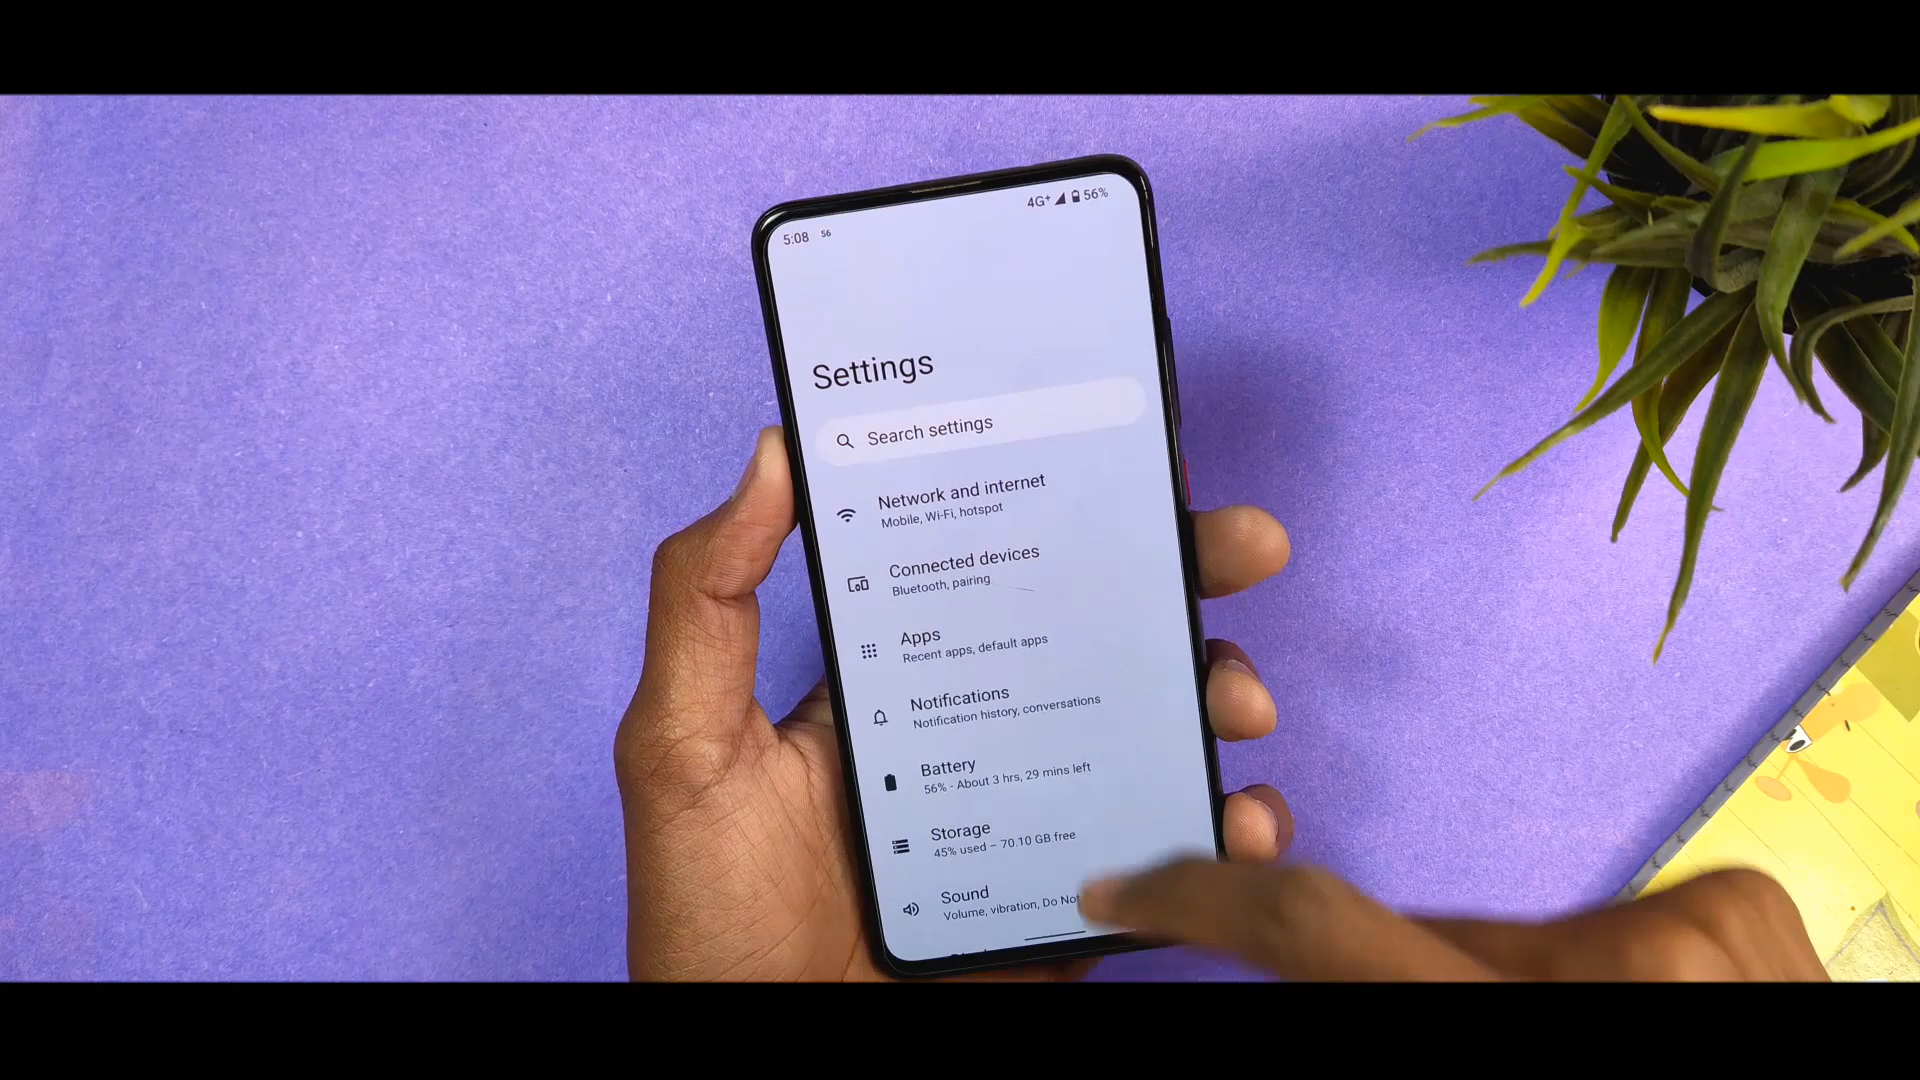 5:08 56 4G+ 56%
Settings
Search settings
Network and internet
Mobile, Wi-Fi, hotspot
Connected devices
Bluetooth, pairing
Apps
Recent apps, default apps
Notifications
Notification history, conversations
Battery
56% - About 3 hrs, 29 mins left
Storage
45% used – 70.10 GB free
Sound
Volume, vibration, Do Not